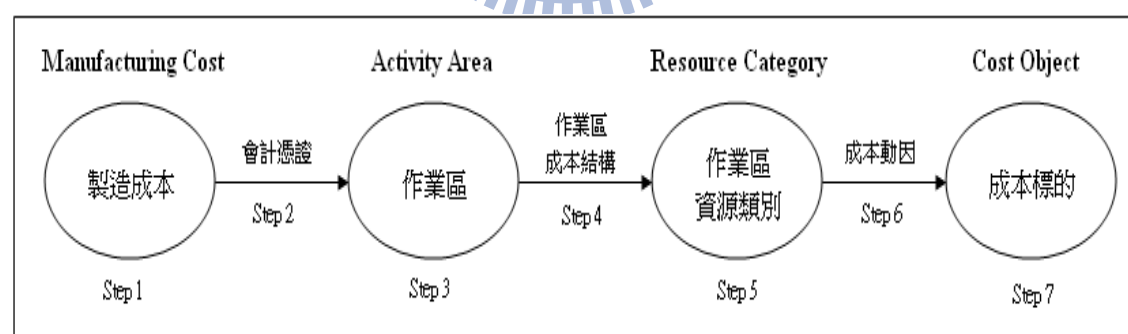 Manufacturing Cost
Activity Area
Resource Category
Cost Object
製造成本
會計憑證
Step 2
作業區
作業區
成本結構
Step 4
作業區
資源類別
成本動因
Step 6
成本標的
Step 1
Step 3
Step 5
Step 7